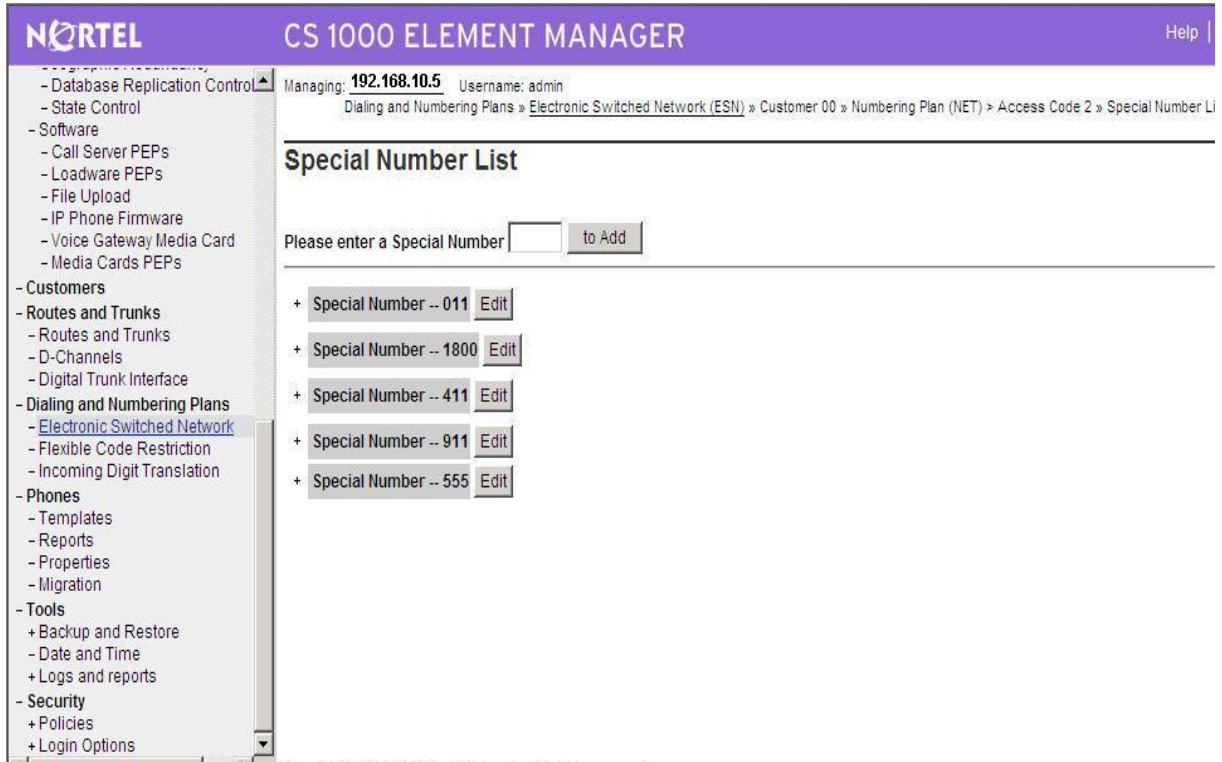 NORTEL
CS 1000 ELEMENT MANAGER
Help |
- Database Replication Control
- State Control
- Software
- Call Server PEPs
- Loadware PEPs
- File Upload
- IP Phone Firmware
- Voice Gateway Media Card
- Media Cards PEPs
- Customers
- Routes and Trunks
- Routes and Trunks
- D-Channels
- Digital Trunk Interface
- Dialing and Numbering Plans
- Electronic Switched Network
- Flexible Code Restriction
- Incoming Digit Translation
- Phones
- Templates
- Reports
- Properties
- Migration
- Tools
+ Backup and Restore
- Date and Time
+ Logs and reports
- Security
+ Policies
+ Login Options
Managing: 192.168.10.5 Username: admin
Dialing and Numbering Plans » Electronic Switched Network (ESN) » Customer 00 » Numbering Plan (NET) > Access Code 2 » Special Number Li
Special Number List
Please enter a Special Number to Add
+ Special Number -- 011 Edit
+ Special Number -- 1800 Edit
+ Special Number -- 411 Edit
+ Special Number -- 911 Edit
+ Special Number -- 555 Edit